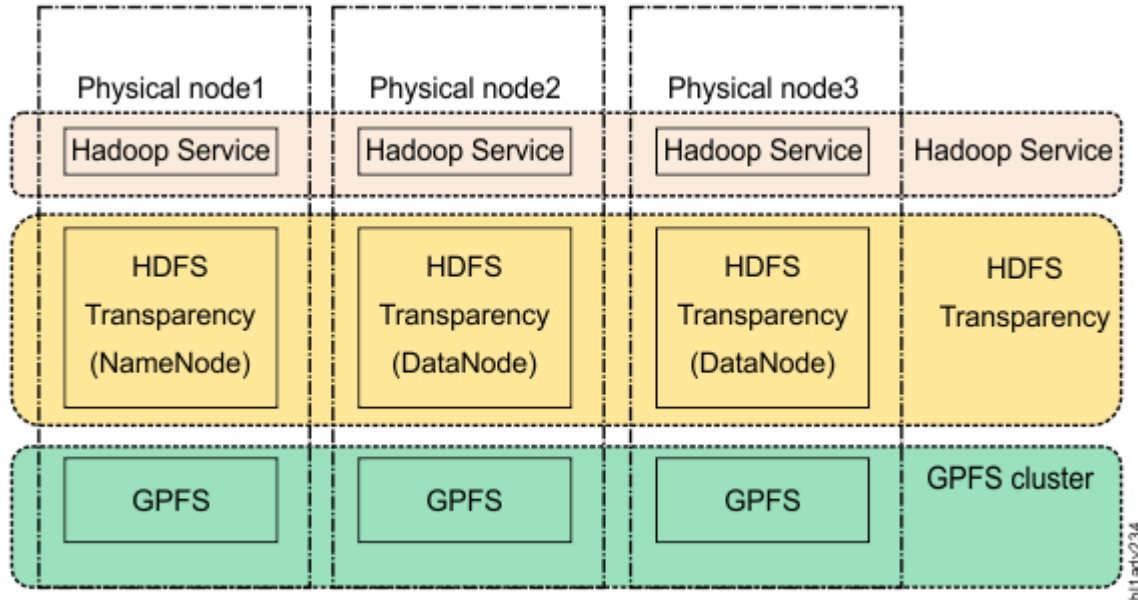 Physical node1
Physical node2
Physical node3
Hadoop Service
Hadoop Service
Hadoop Service
Hadoop Service
HDFS
Transparency
(NameNode)
HDFS
Transparency
(DataNode)
HDFS
Transparency
(DataNode)
HDFS
Transparency
GPFS
GPFS
GPFS
GPFS cluster
bl1adv234